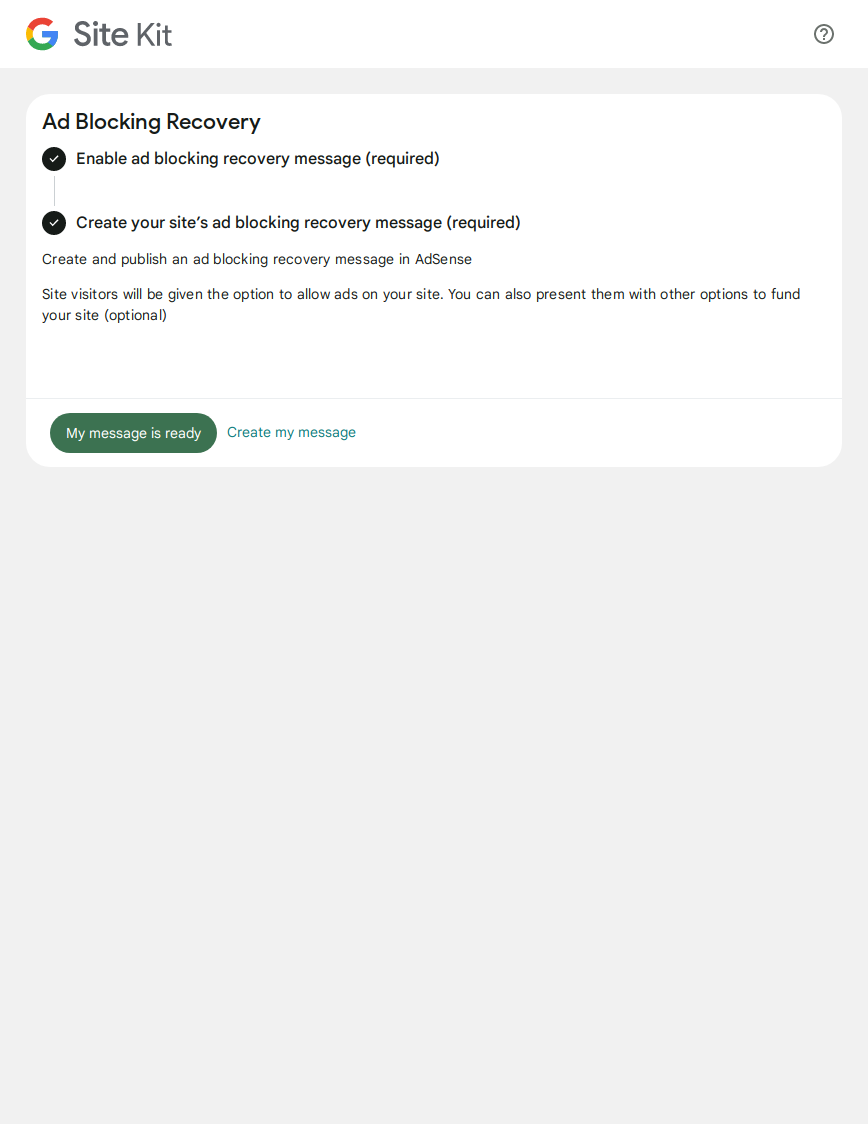 Site Kit
Ad Blocking Recovery
Enable ad blocking recovery message (required)
Create your site’s ad blocking recovery message (required)
Create and publish an ad blocking recovery message in AdSense
Site visitors will be given the option to allow ads on your site. You can also present them with other options to fund
your site (optional)
My message is ready
Create my message